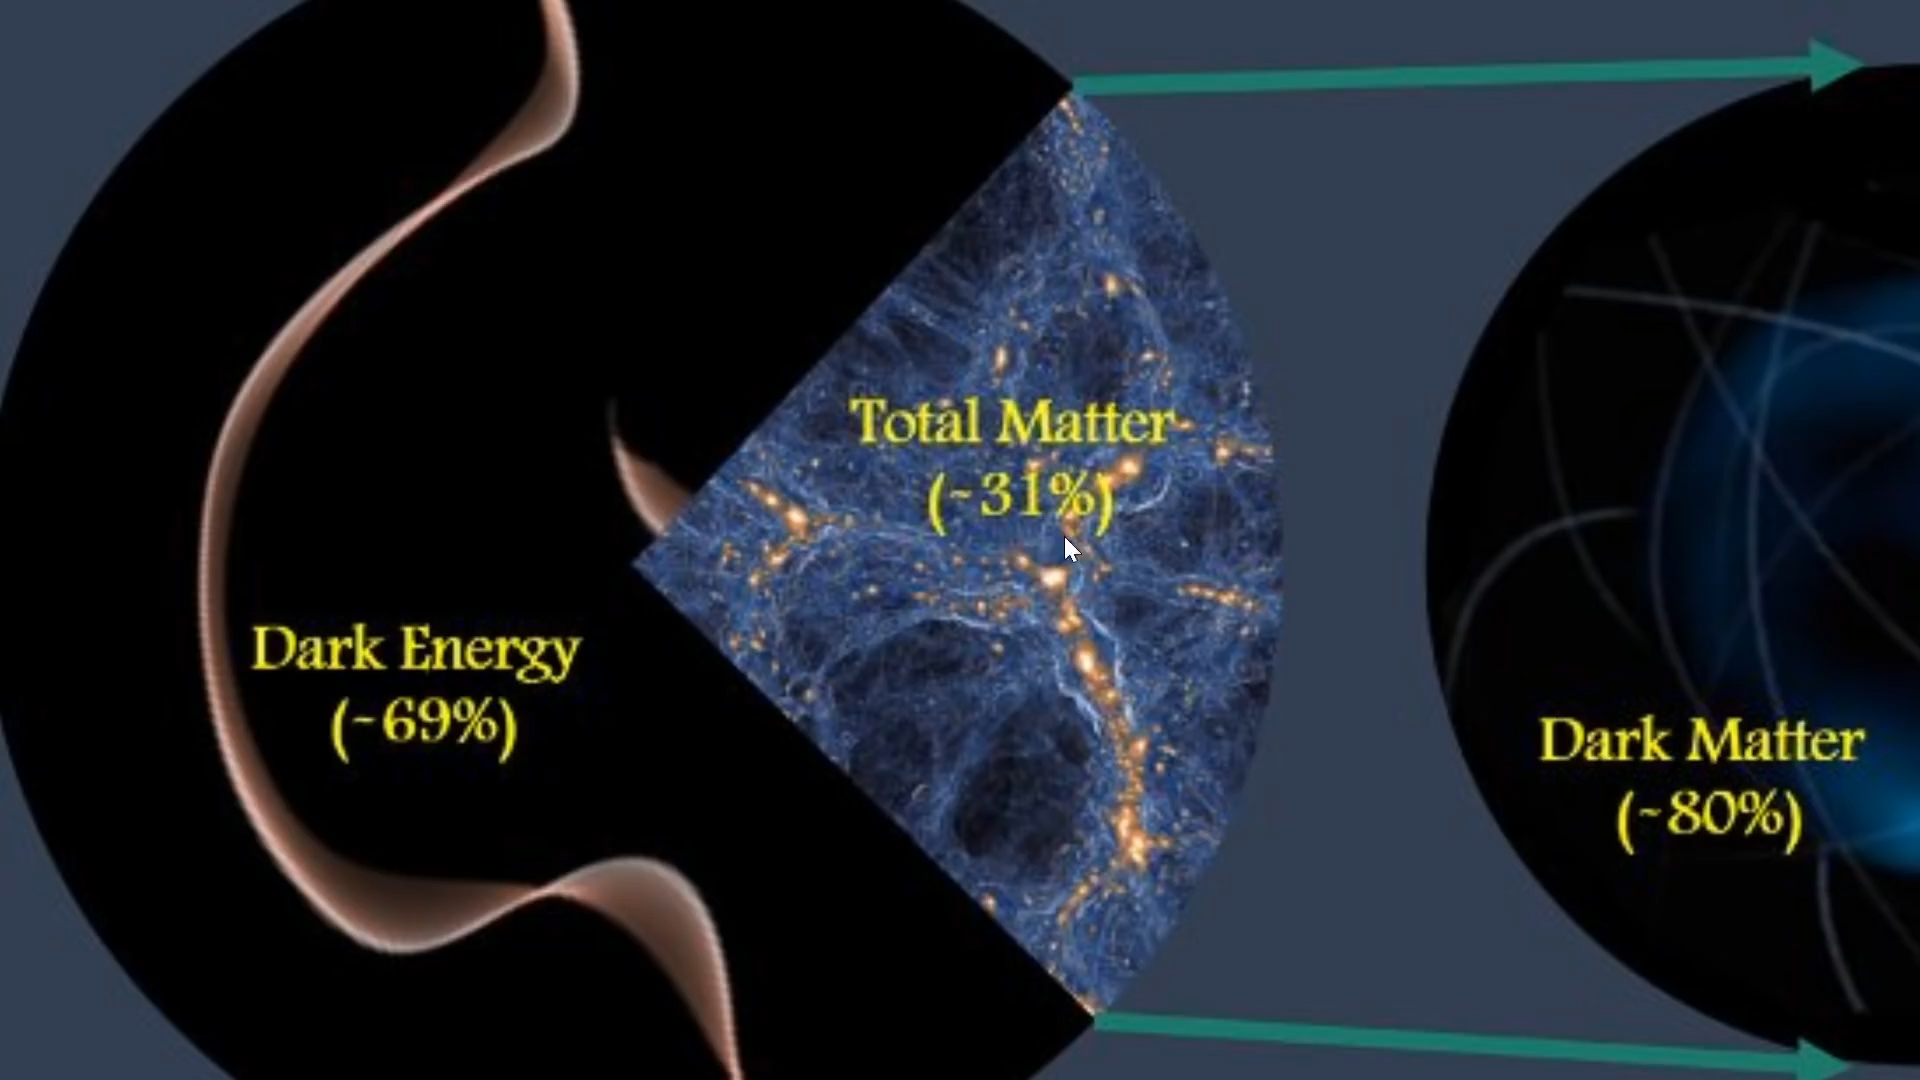 Total Matter
(~31%)
Dark Energy
(~69%)
Dark Matter
(~80%)